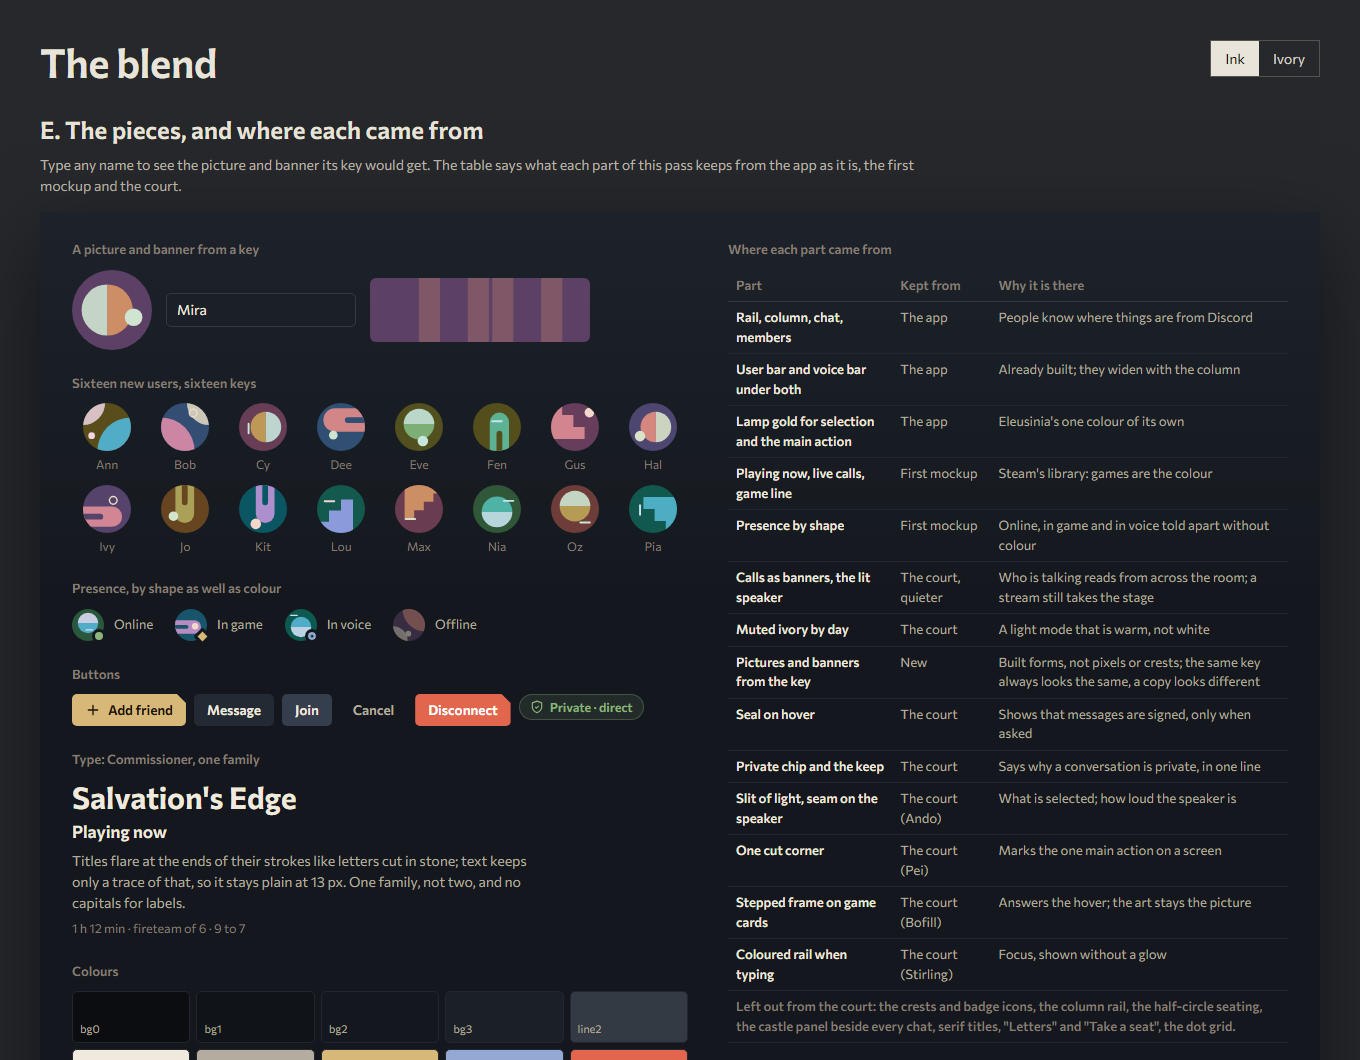 The blend
Ink Ivory
E. The pieces, and where each came from
Type any name to see the picture and banner its key would get. The table says what each part of this pass keeps from the app as it is, the first
mockup and the court.
A picture and banner from a key
Mira
Sixteen new users, sixteen keys
Ann Bob Cy Dee Eve Fen Gus Hal
Ivy Jo Kit Lou Max Nia Oz Pia
Presence, by shape as well as colour
Online In game In voice Offline
Buttons
+ Add friend Message Join Cancel Disconnect Private · direct
Type: Commissioner, one family
Salvation's Edge
Playing now
Titles flare at the ends of their strokes like letters cut in stone; text keeps
only a trace of that, so it stays plain at 13 px. One family, not two, and no
capitals for labels.
1 h 12 min · fireteam of 6 · 9 to 7
Colours
bg0 bg1 bg2 bg3 line2
Where each part came from
Part Kept from Why it is there
Rail, column, chat, The app People know where things are from Discord
members
User bar and voice bar The app Already built; they widen with the column
under both
Lamp gold for selection The app Eleusinia's one colour of its own
and the main action
Playing now, live calls, First mockup Steam's library: games are the colour
game line
Presence by shape First mockup Online, in game and in voice told apart without
colour
Calls as banners, the lit The court, Who is talking reads from across the room; a
speaker quieter stream still takes the stage
Muted ivory by day The court A light mode that is warm, not white
Pictures and banners New Built forms, not pixels or crests; the same key
from the key always looks the same, a copy looks different
Seal on hover The court Shows that messages are signed, only when
asked
Private chip and the keep The court Says why a conversation is private, in one line
Slit of light, seam on the The court What is selected; how loud the speaker is
speaker (Ando)
One cut corner The court Marks the one main action on a screen
(Pei)
Stepped frame on game The court Answers the hover; the art stays the picture
cards (Bofill)
Coloured rail when The court Focus, shown without a glow
typing (Stirling)
Left out from the court: the crests and badge icons, the column rail, the half-circle seating,
the castle panel beside every chat, serif titles, "Letters" and "Take a seat", the dot grid.